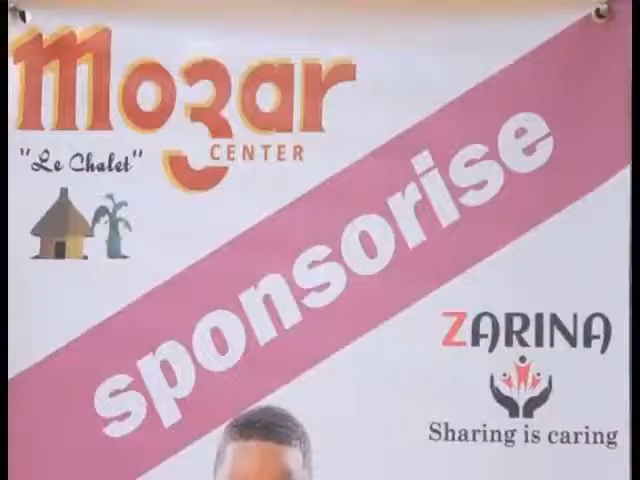 Mozar
CENTER
"Le Chalet"
sponsorise
ZARINA
Sharing is caring